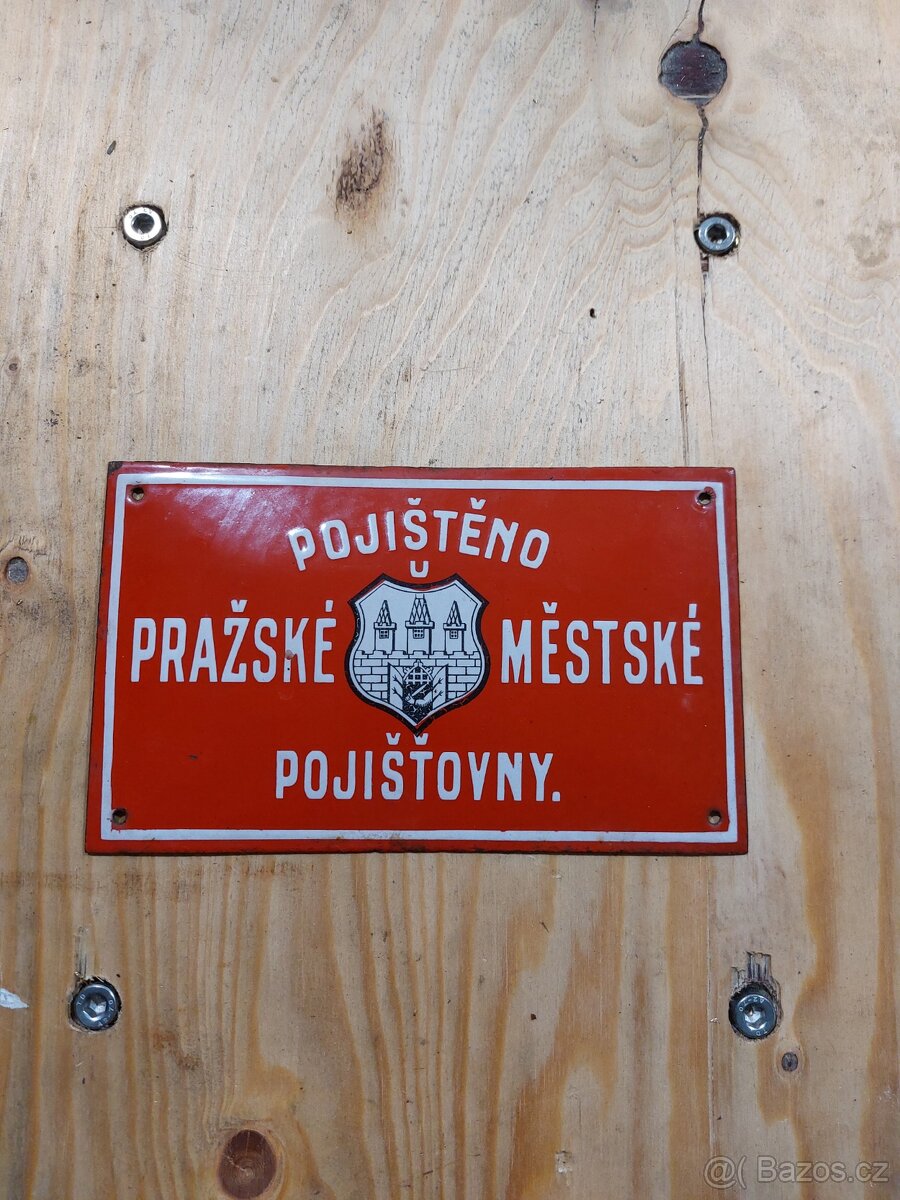 POJIŠTĚNO
U
PRAŽSKÉ MĚSTSKÉ
POJIŠŤOVNY.
@( Bazos.cz